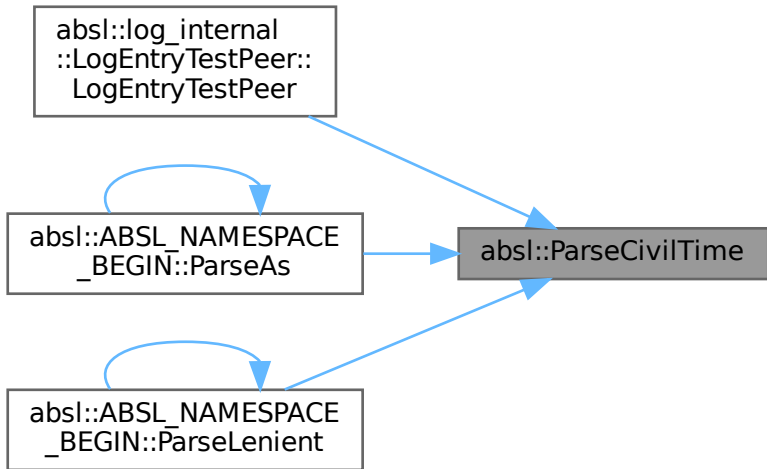 absl::log_internal
::LogEntryTestPeer::
LogEntryTestPeer
absl::ABSL_NAMESPACE
_BEGIN::ParseAs
absl::ParseCivilTime
absl::ABSL_NAMESPACE
_BEGIN::ParseLenient